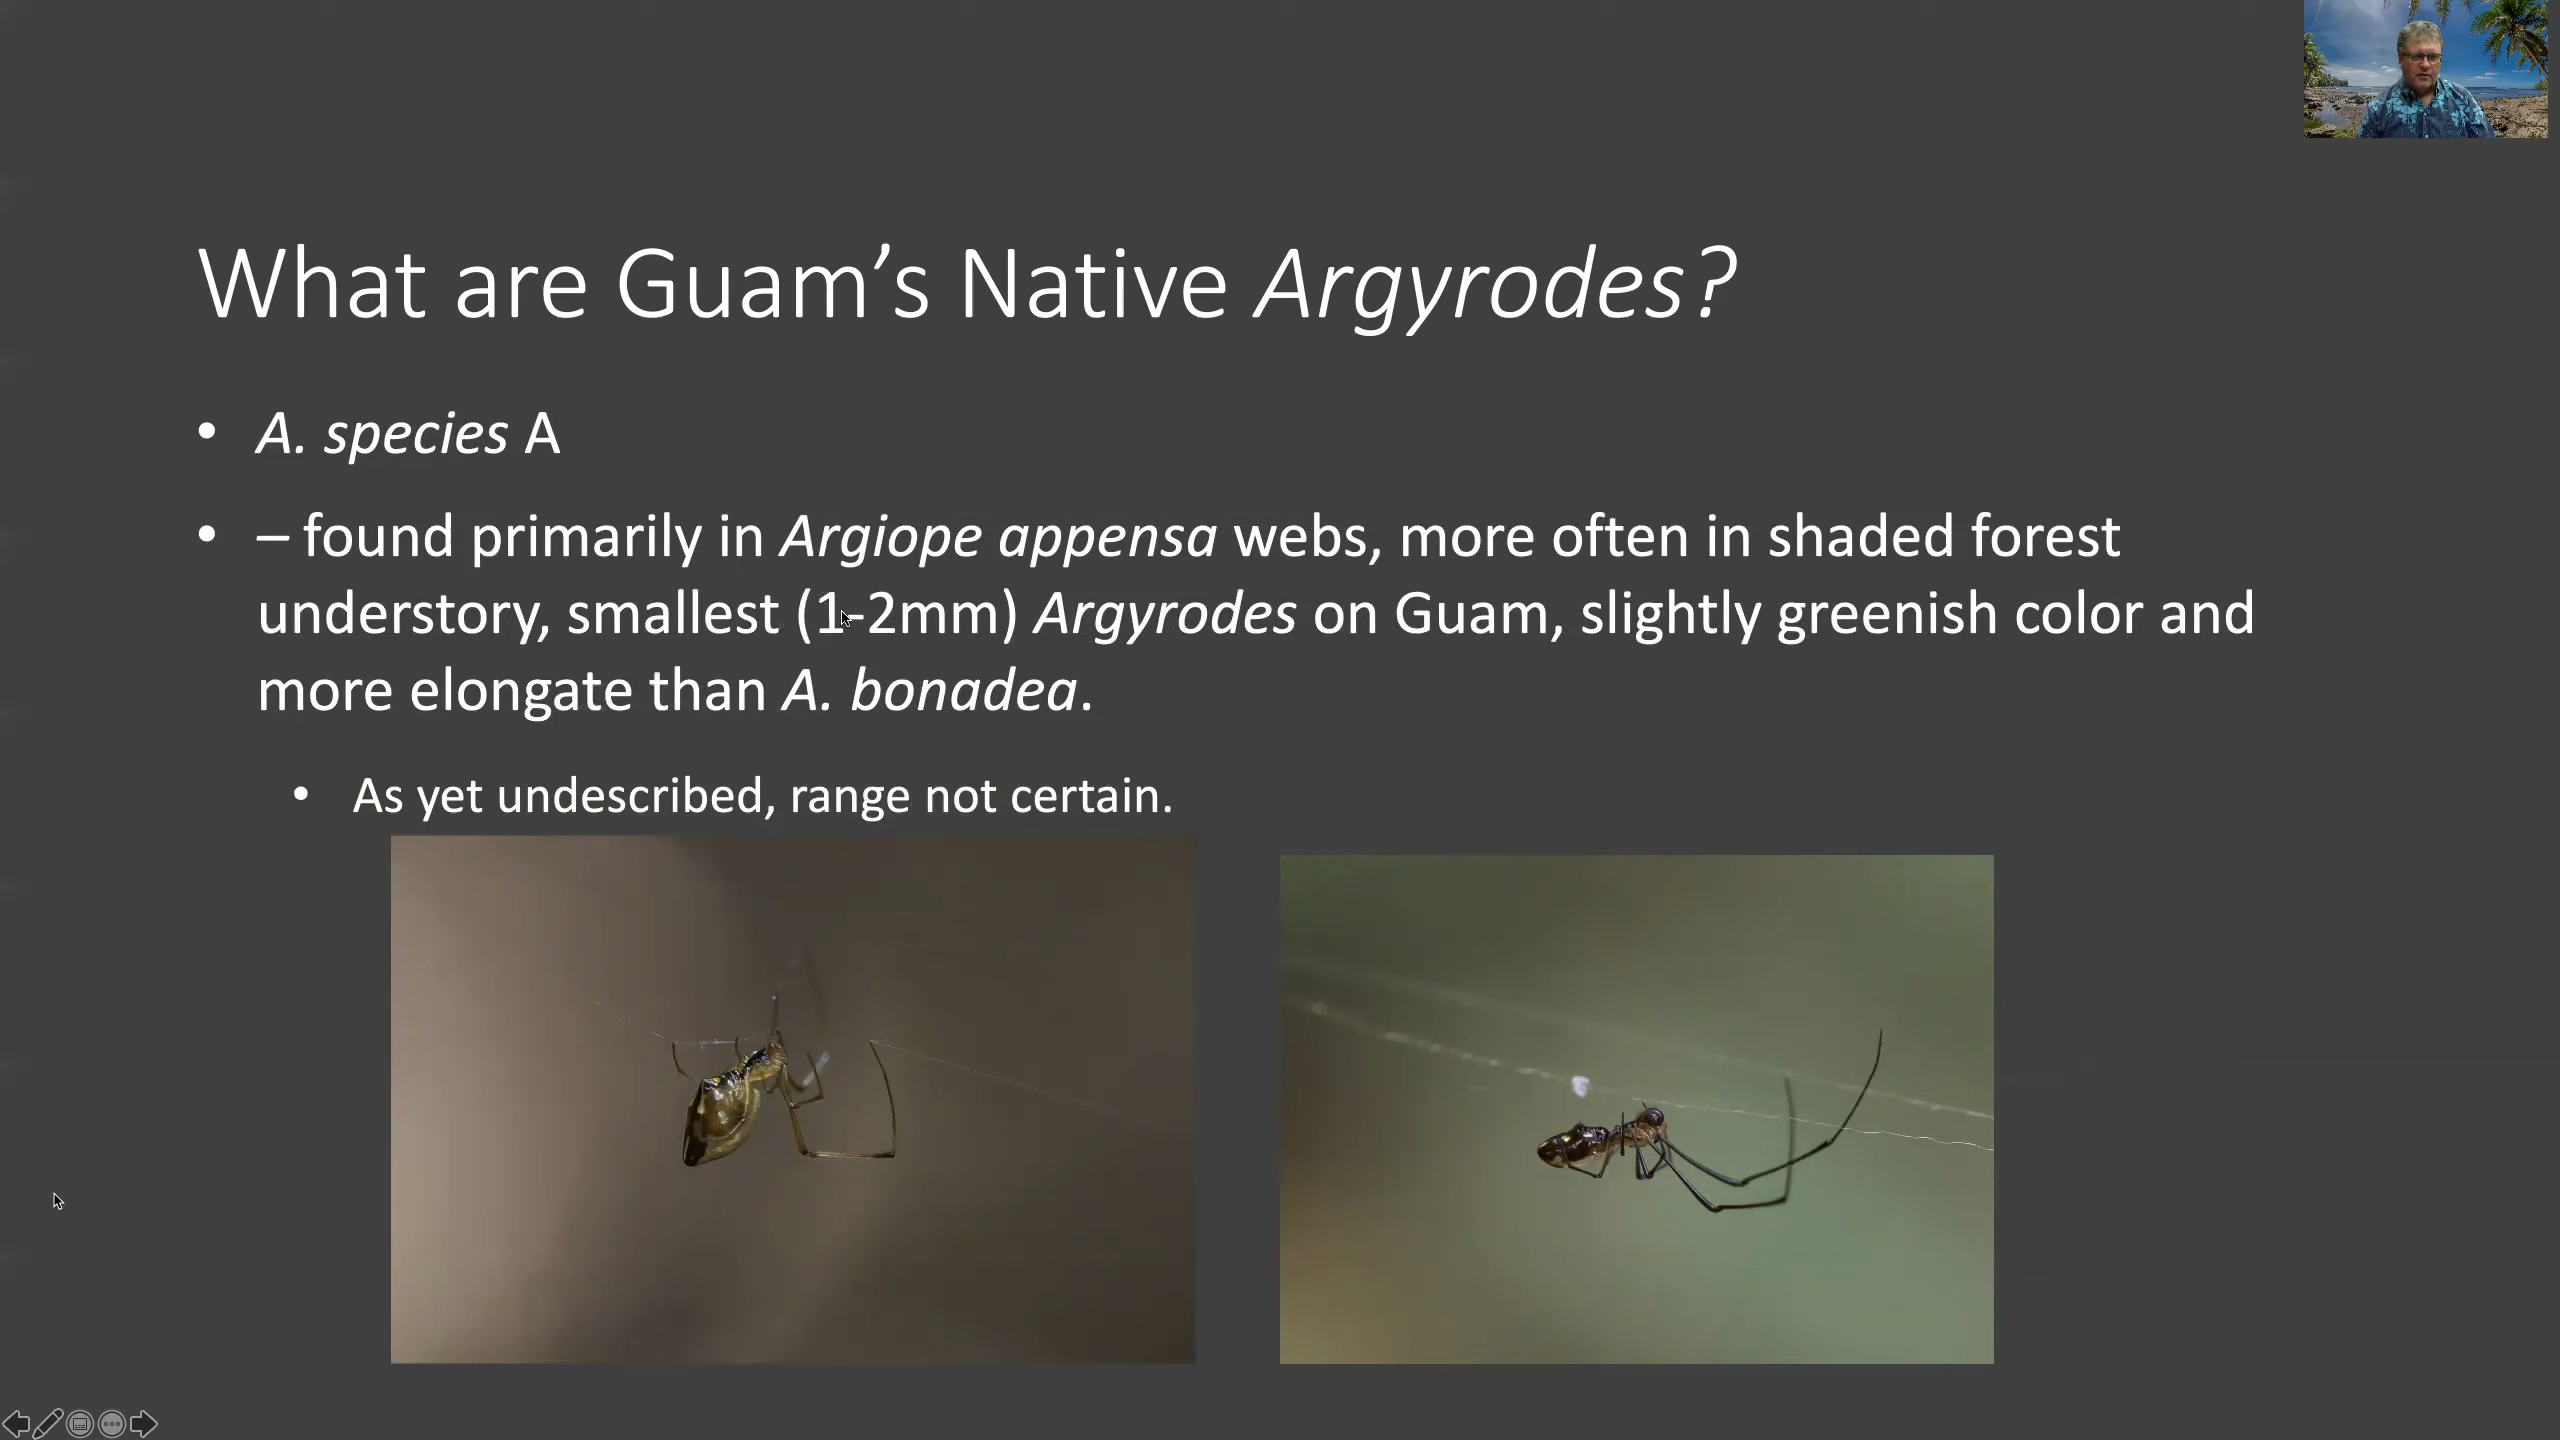 What are Guam’s Native Argyrodes?
• A. species A
• – found primarily in Argiope appensa webs, more often in shaded forest
understory, smallest (1-2mm) Argyrodes on Guam, slightly greenish color and
more elongate than A. bonadea.
• As yet undescribed, range not certain.